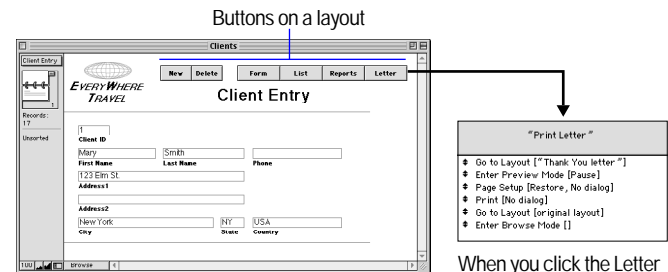 Buttons on a layout
Clients
Client Entry
New Delete Form List Reports Letter
EVERYWHERE
TRAVEL
Client Entry
1
Records:
17
Unsorted
1
Client ID
Mary Smith
First Name Last Name Phone
123 Elm St.
Address1
Address2
New York NY USA
City State Country
100 Browse
"Print Letter"
Go to Layout ["Thank You letter"]
Enter Preview Mode [Pause]
Page Setup [Restore, No dialog]
Print [No dialog]
Go to Layout [original layout]
Enter Browse Mode []
When you click the Letter